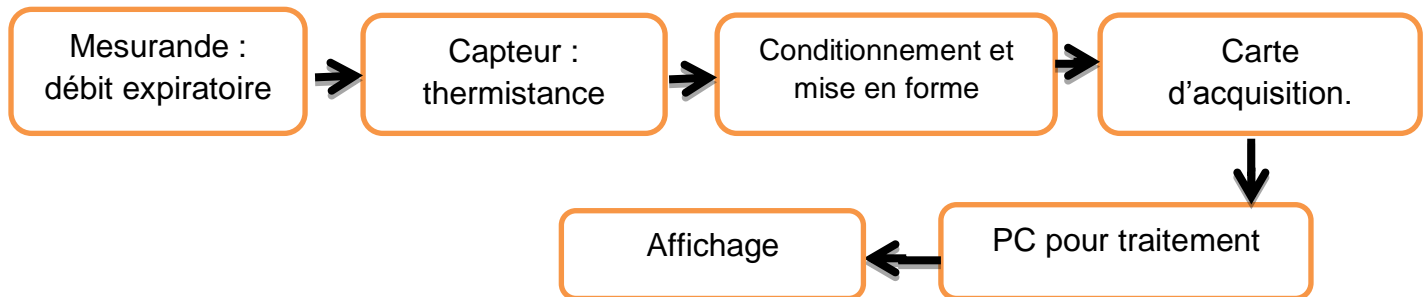 Mesurande :
débit expiratoire
Capteur :
thermistance
Conditionnement et
mise en forme
Carte
d’acquisition.
PC pour traitement
Affichage